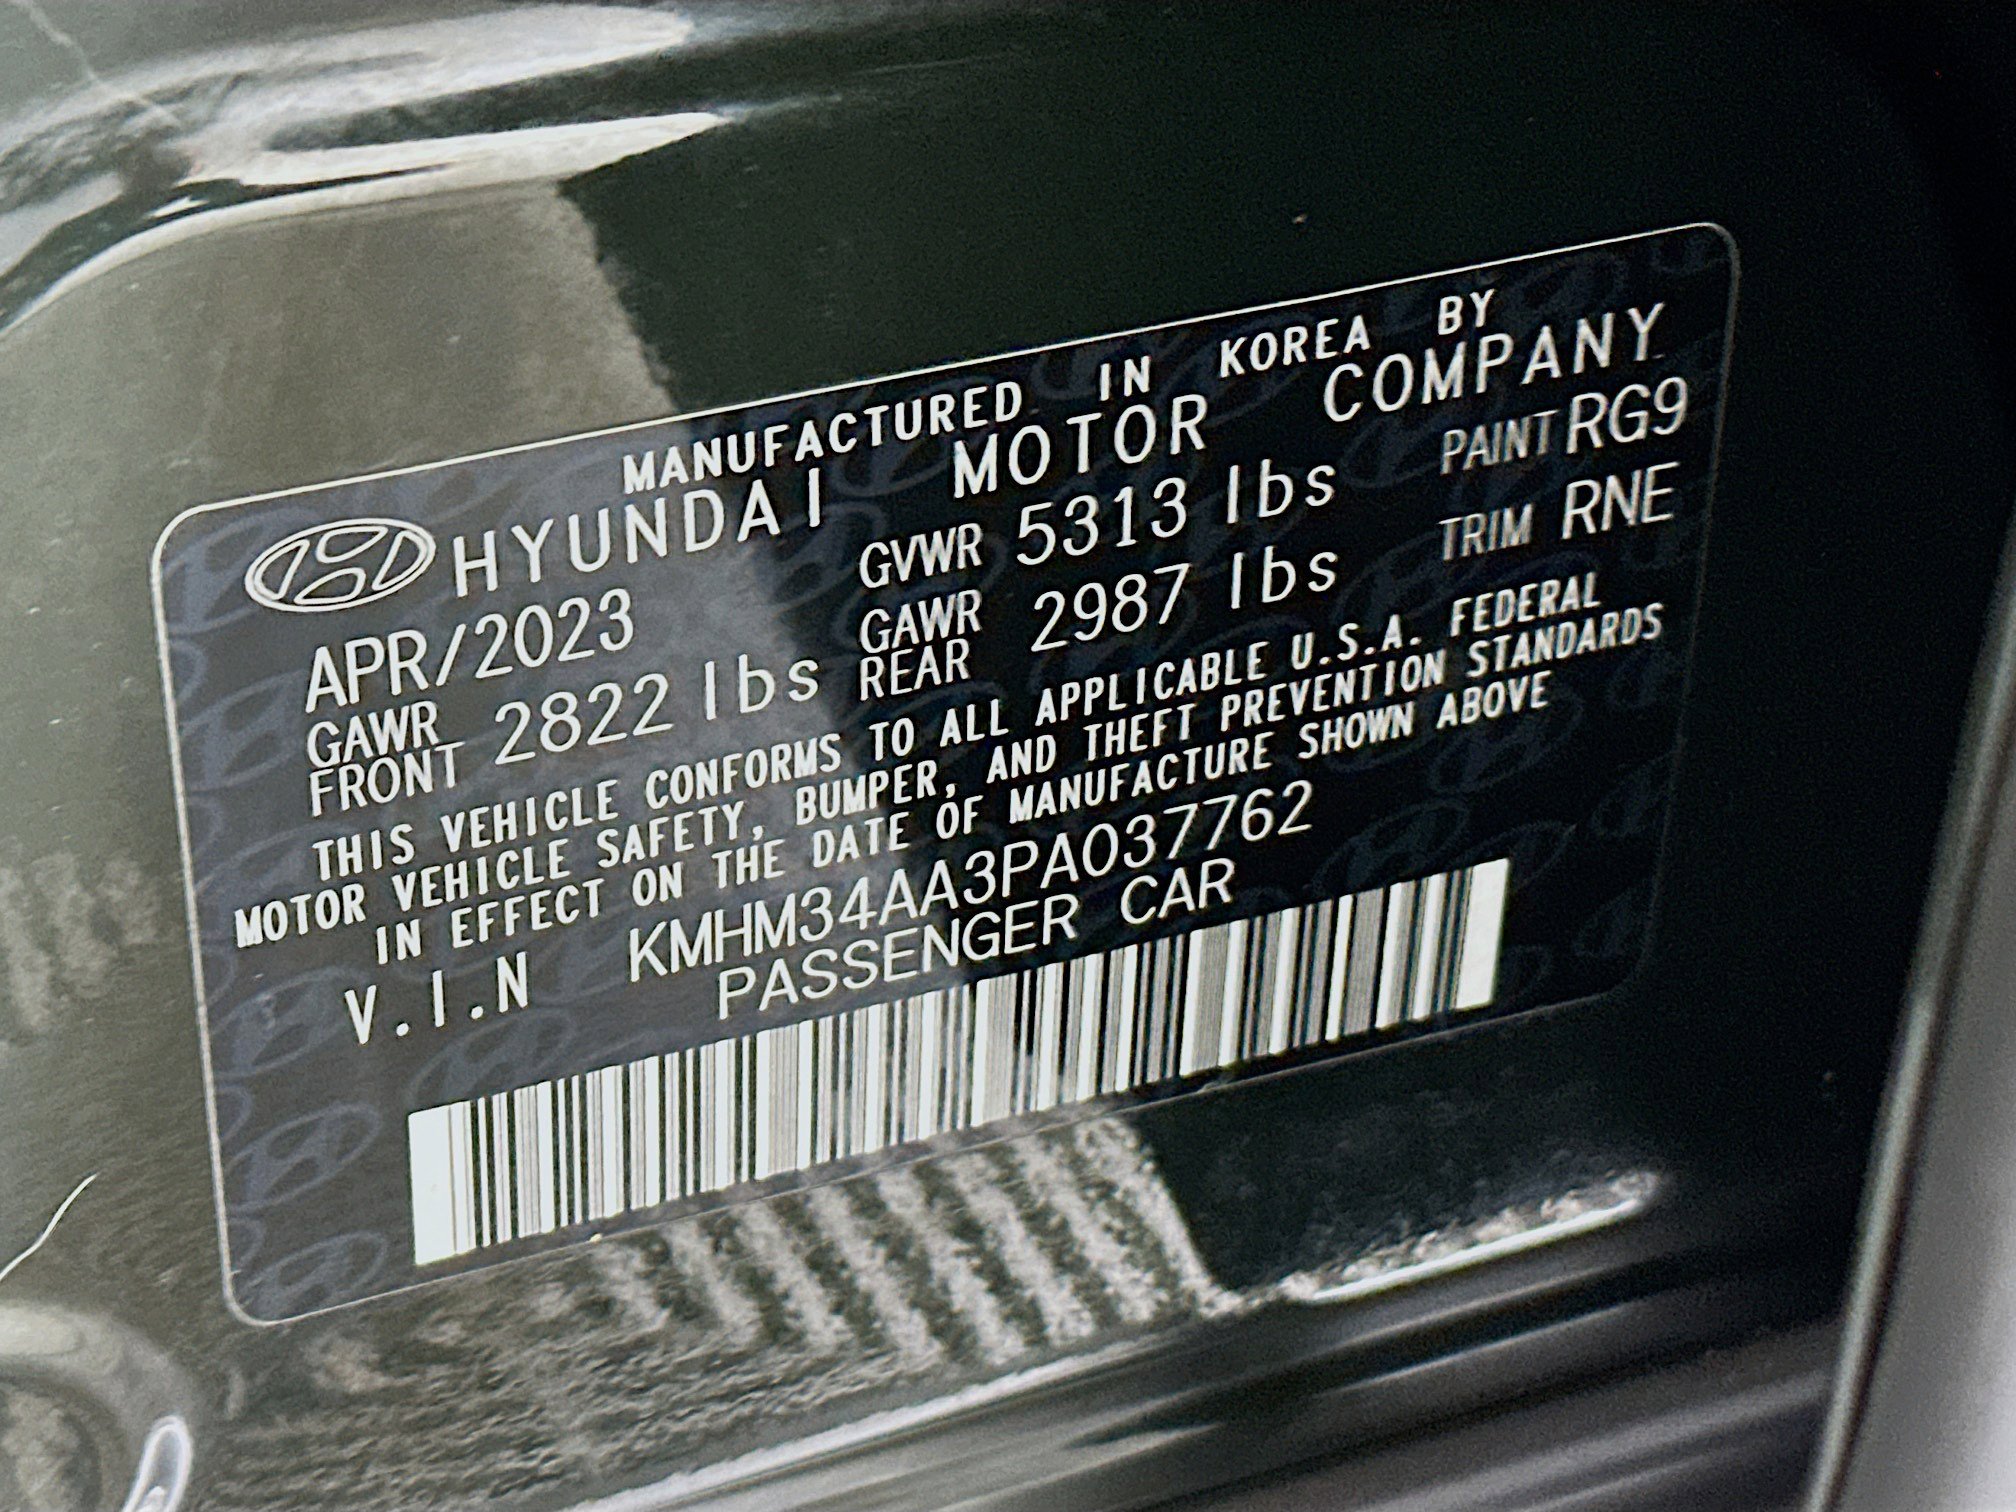 MANUFACTURED IN KOREA BY
HYUNDAI MOTOR COMPANY
APR/2023 GVWR 5313 lbs PAINT RG9
GAWR FRONT 2822 lbs GAWR REAR 2987 lbs TRIM RNE
THIS VEHICLE CONFORMS TO ALL APPLICABLE U.S.A. FEDERAL
MOTOR VEHICLE SAFETY, BUMPER, AND THEFT PREVENTION STANDARDS
IN EFFECT ON THE DATE OF MANUFACTURE SHOWN ABOVE
V.I.N KMHM34AA3PA037762
PASSENGER CAR